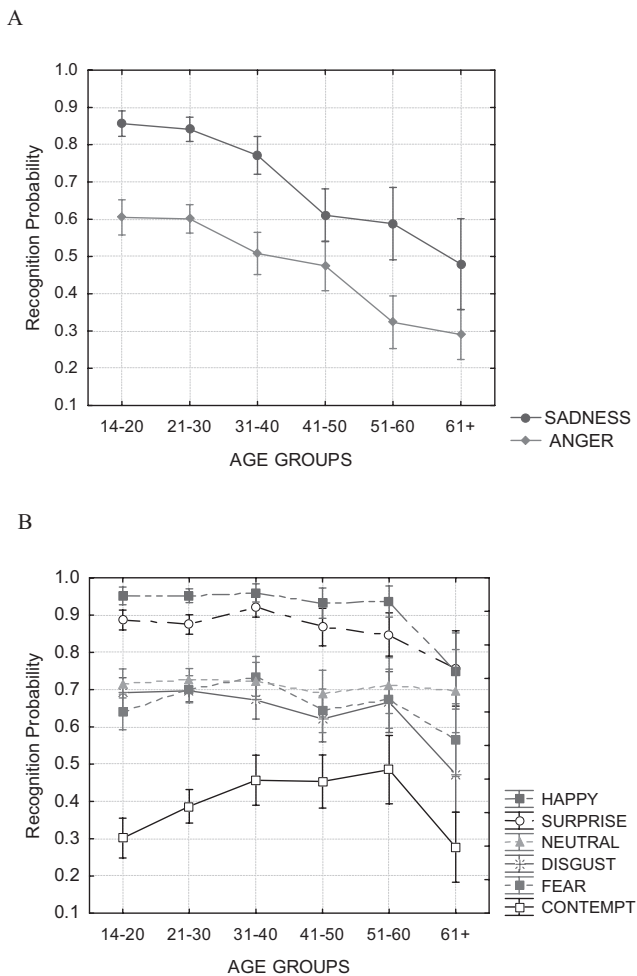 A
1.0
0.9
0.8
0.7
0.6
0.5
0.4
0.3
0.2
0.1
Recognition Probability
14-20 21-30 31-40 41-50 51-60 61+
AGE GROUPS
SADNESS
ANGER
B
1.0
0.9
0.8
0.7
0.6
0.5
0.4
0.3
0.2
0.1
Recognition Probability
14-20 21-30 31-40 41-50 51-60 61+
AGE GROUPS
HAPPY
SURPRISE
NEUTRAL
DISGUST
FEAR
CONTEMPT